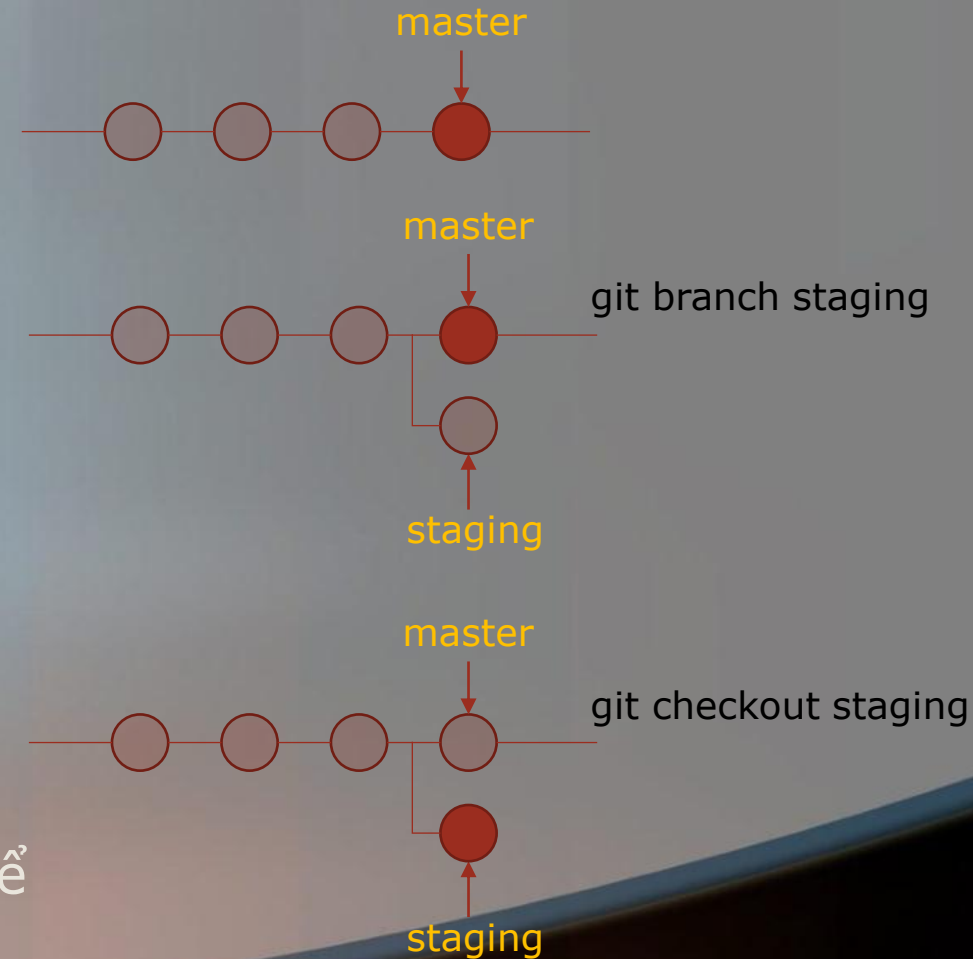 master
master
git branch staging
staging
master
git checkout staging
ể
staging